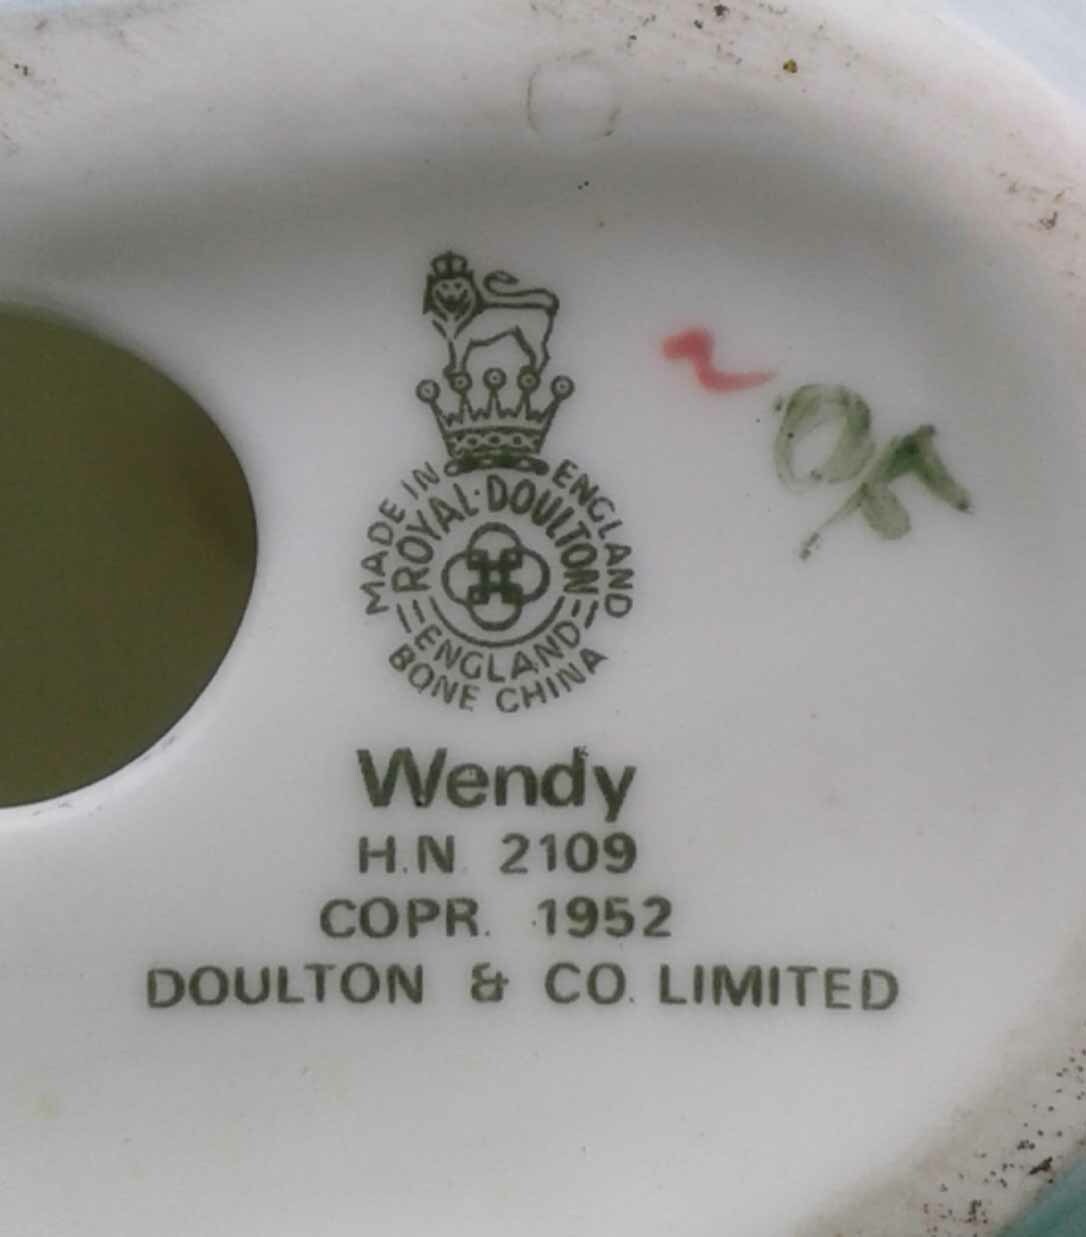 MADE IN ENGLAND
ROYAL·DOULTON
ENGLAND
BONE CHINA
Wendy
H.N. 2109
COPR. 1952
DOULTON & CO. LIMITED